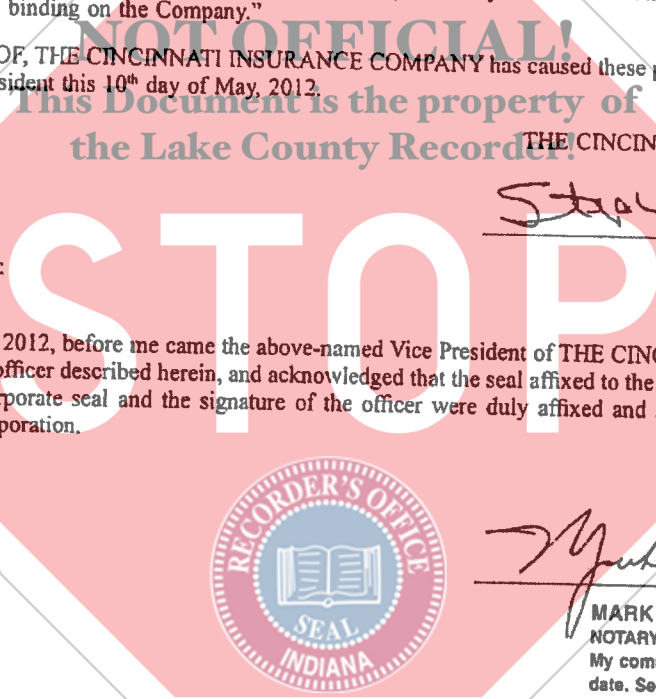 binding on the Company."
NOT OFFICIAL!
OF, THE CINCINNATI INSURANCE COMPANY has caused these
sident this 10th day of May, 2012.
This Document is the property of
the Lake County Recorder!
THE CINCIN
STOP
:
2012, before me came the above-named Vice President of THE CINC
officer described herein, and acknowledged that the seal affixed to the
rporate seal and the signature of the officer were duly affixed and
poration.
RECORDER'S OFFICE
SEAL
INDIANA
MARK
NOTARY
My com
date. Se